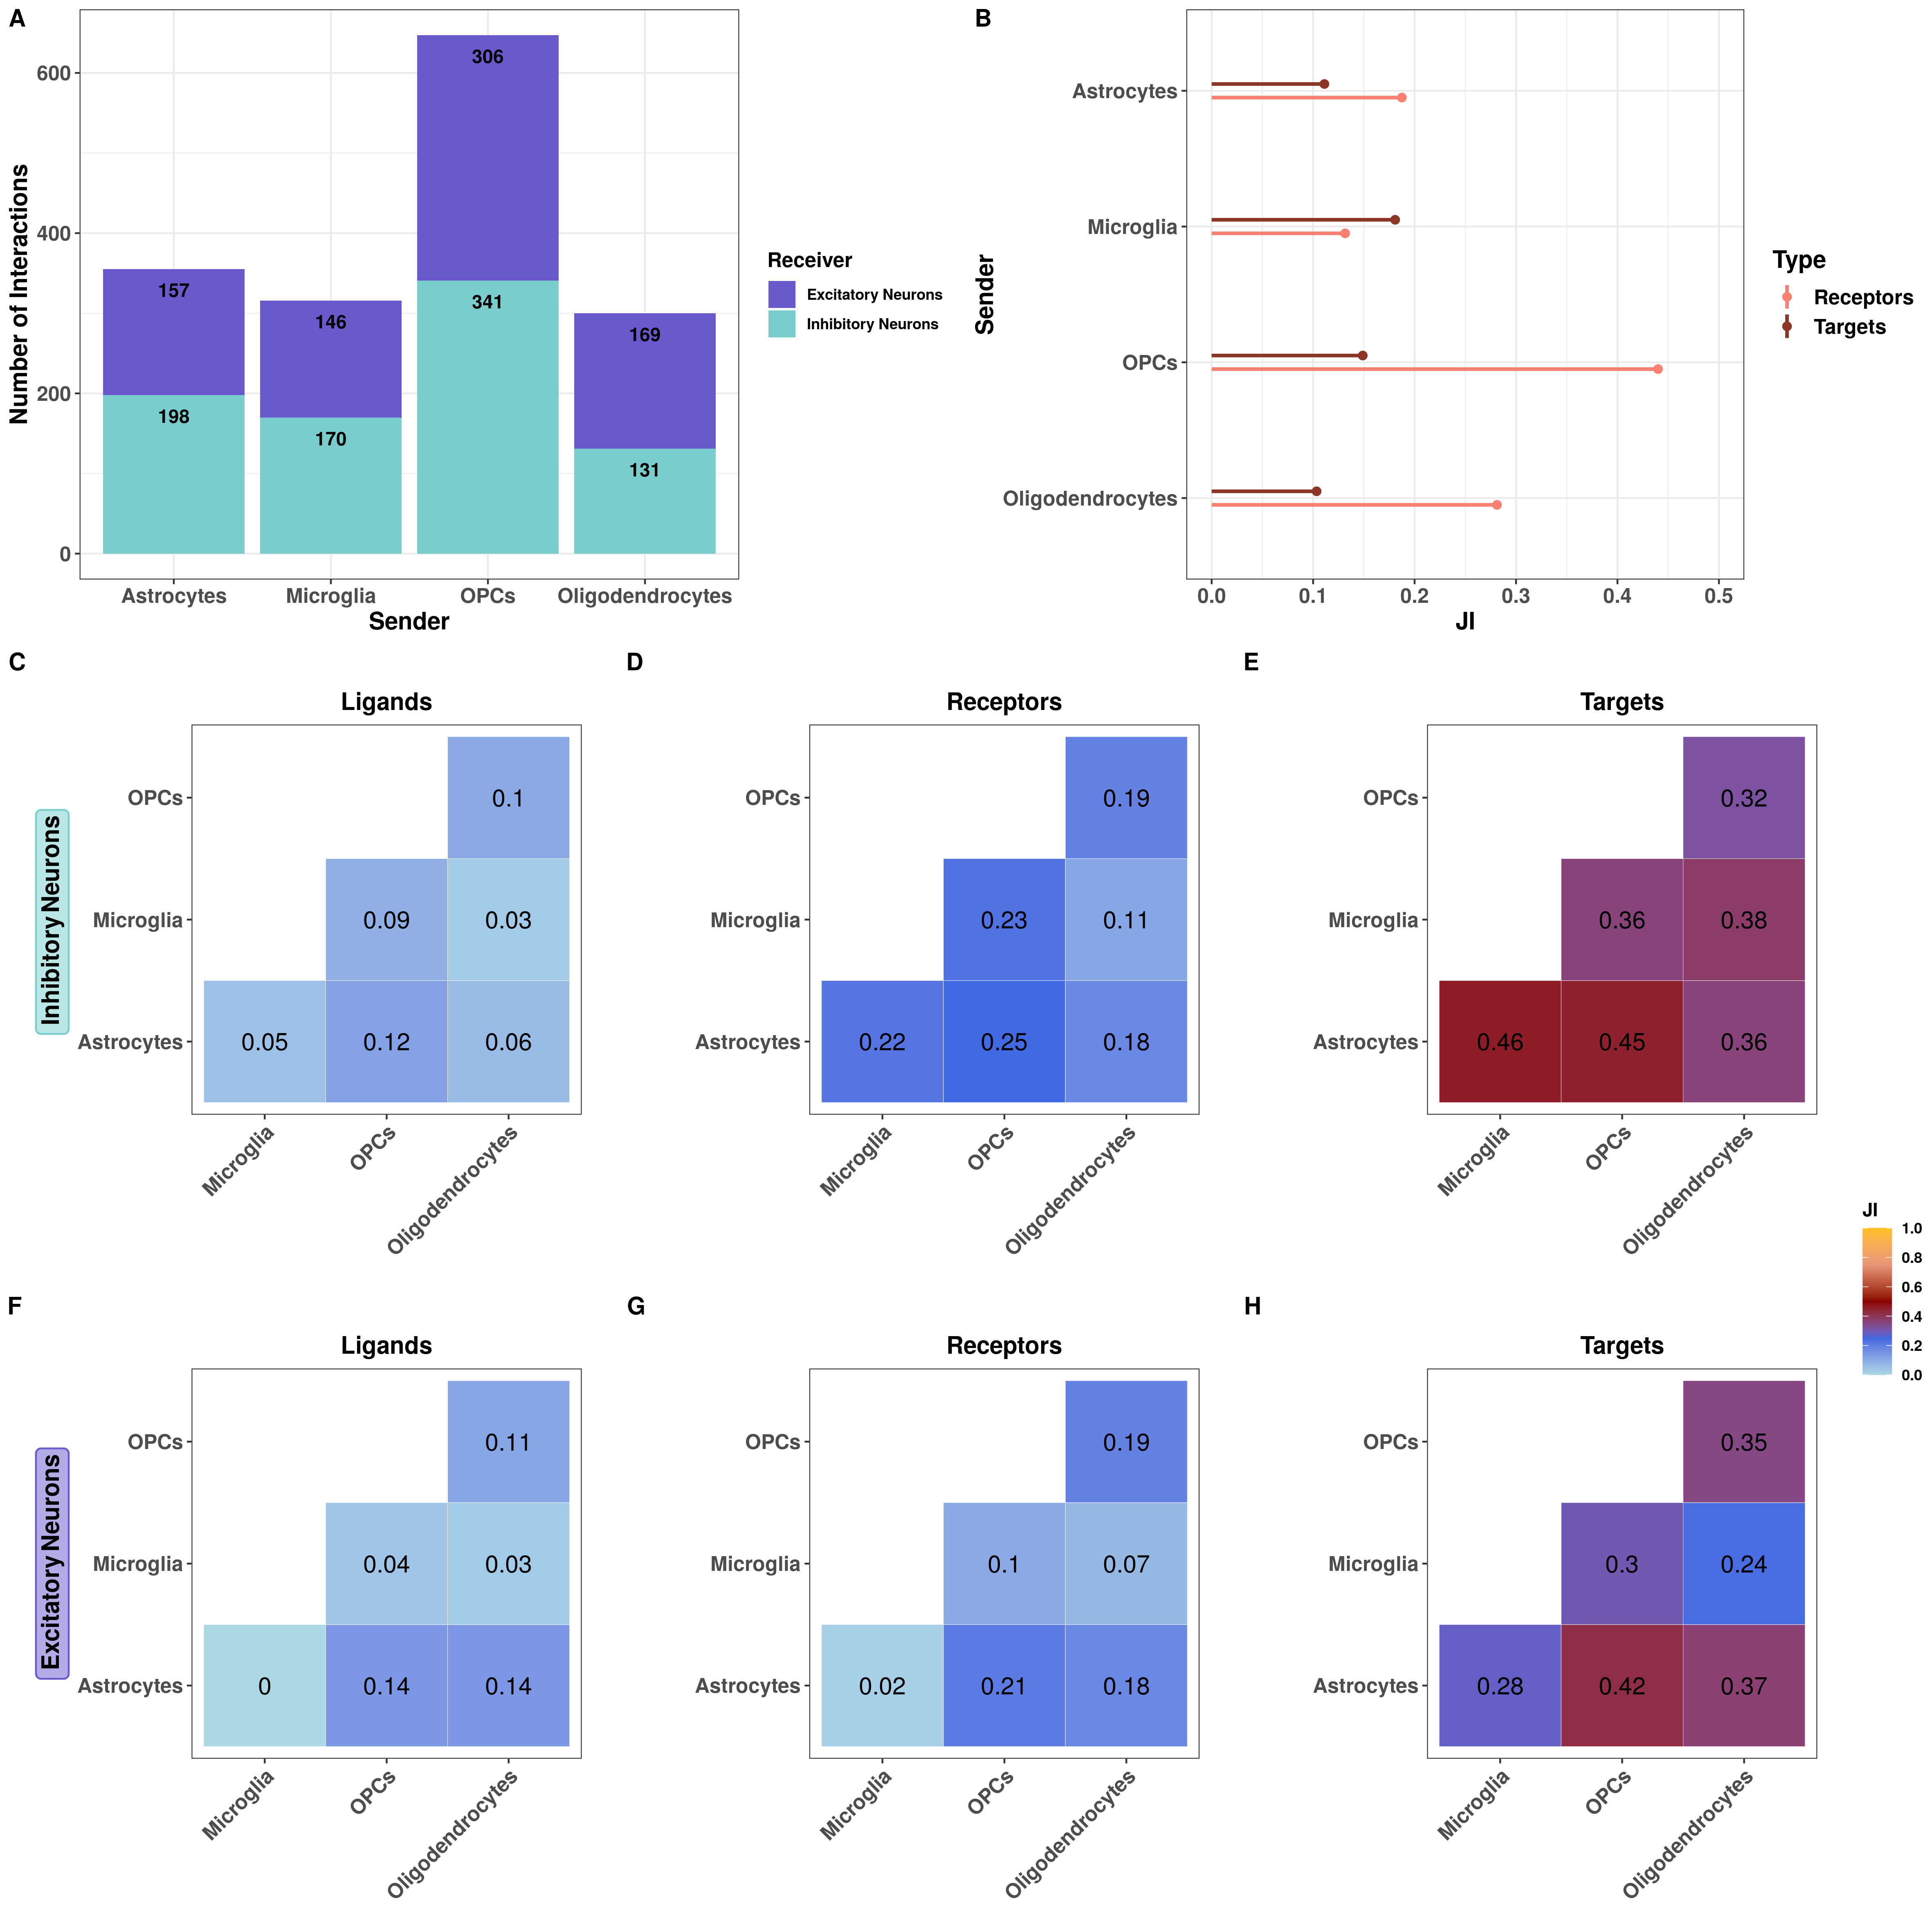 A
Number of Interactions
600
400
200
0
306
157
146
169
341
198
170
131
Astrocytes
Microglia
OPCs
Oligodendrocytes
Sender
Receiver
Excitatory Neurons
Inhibitory Neurons
B
Sender
Astrocytes
Microglia
OPCs
Oligodendrocytes
0.0
0.1
0.2
0.3
0.4
0.5
JI
Type
Receptors
Targets
Inhibitory Neurons
C
Ligands
OPCs
0.1
Microglia
0.09
0.03
Astrocytes
0.05
0.12
0.06
Microglia
OPCs
Oligodendrocytes
D
Receptors
OPCs
0.19
Microglia
0.23
0.11
Astrocytes
0.22
0.25
0.18
Microglia
OPCs
Oligodendrocytes
E
Targets
OPCs
0.32
Microglia
0.36
0.38
Astrocytes
0.46
0.45
0.36
Microglia
OPCs
Oligodendrocytes
JI
1.0
0.8
0.6
0.4
0.2
0.0
Excitatory Neurons
F
Ligands
OPCs
0.11
Microglia
0.04
0.03
Astrocytes
0
0.14
0.14
Microglia
OPCs
Oligodendrocytes
G
Receptors
OPCs
0.19
Microglia
0.1
0.07
Astrocytes
0.02
0.21
0.18
Microglia
OPCs
Oligodendrocytes
H
Targets
OPCs
0.35
Microglia
0.3
0.24
Astrocytes
0.28
0.42
0.37
Microglia
OPCs
Oligodendrocytes